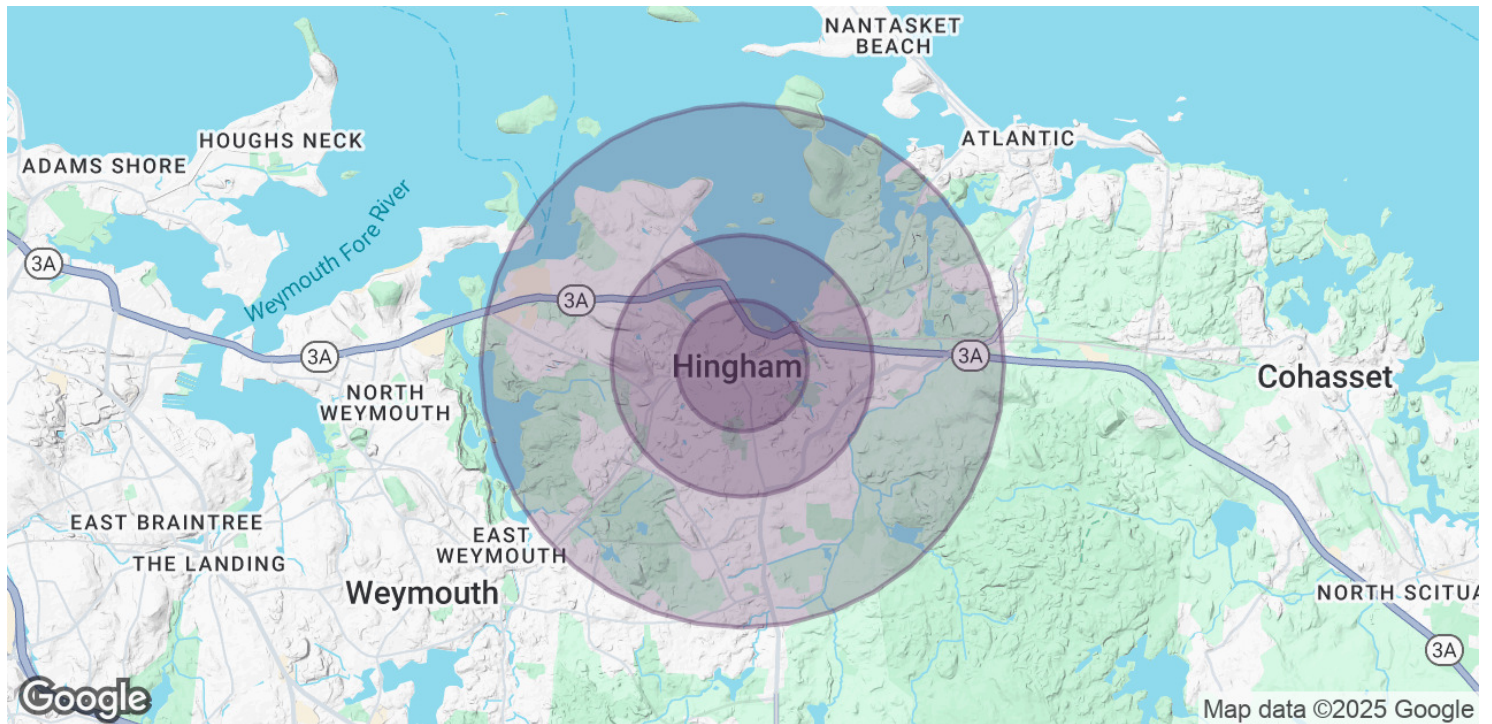 NANTASKET
BEACH
HOUGHS NECK
ATLANTIC
ADAMS SHORE
Weymouth Fore River
3A
3A
3A
3A
Hingham
Cohasset
NORTH
WEYMOUTH
EAST BRAINTREE
EAST
WEYMOUTH
THE LANDING
Weymouth
NORTH SCITUA
3A
Google
Map data ©2025 Google